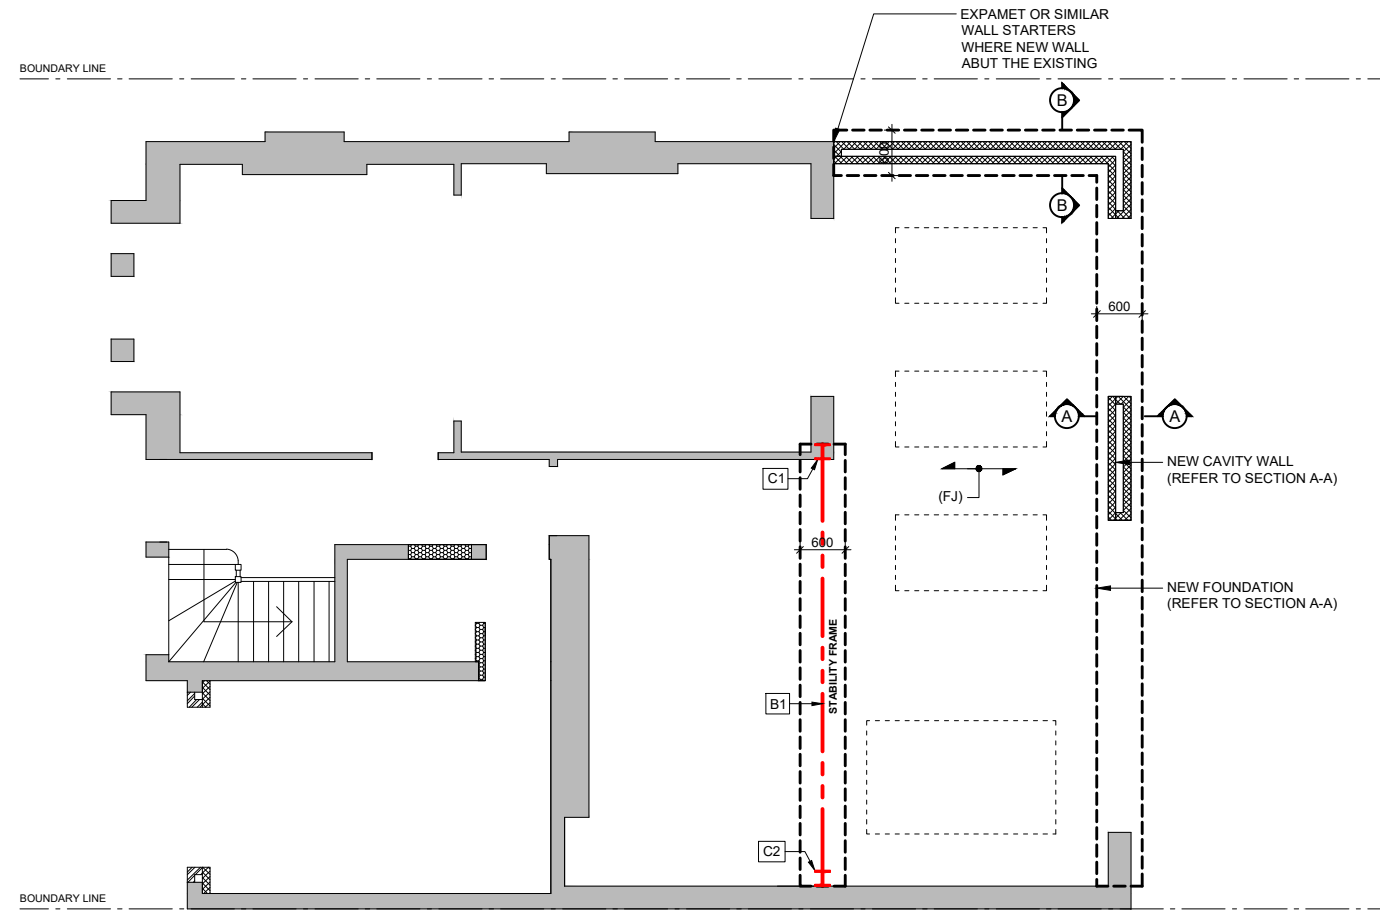 EXPAMET OR SIMILAR
WALL STARTERS
WHERE NEW WALL
ABUT THE EXISTING
BOUNDARY LINE
B
600
B
600
A
A
NEW CAVITY WALL
(REFER TO SECTION A-A)
C1
(FJ)
600
NEW FOUNDATION
(REFER TO SECTION A-A)
STABILITY FRAME
B1
C2
BOUNDARY LINE